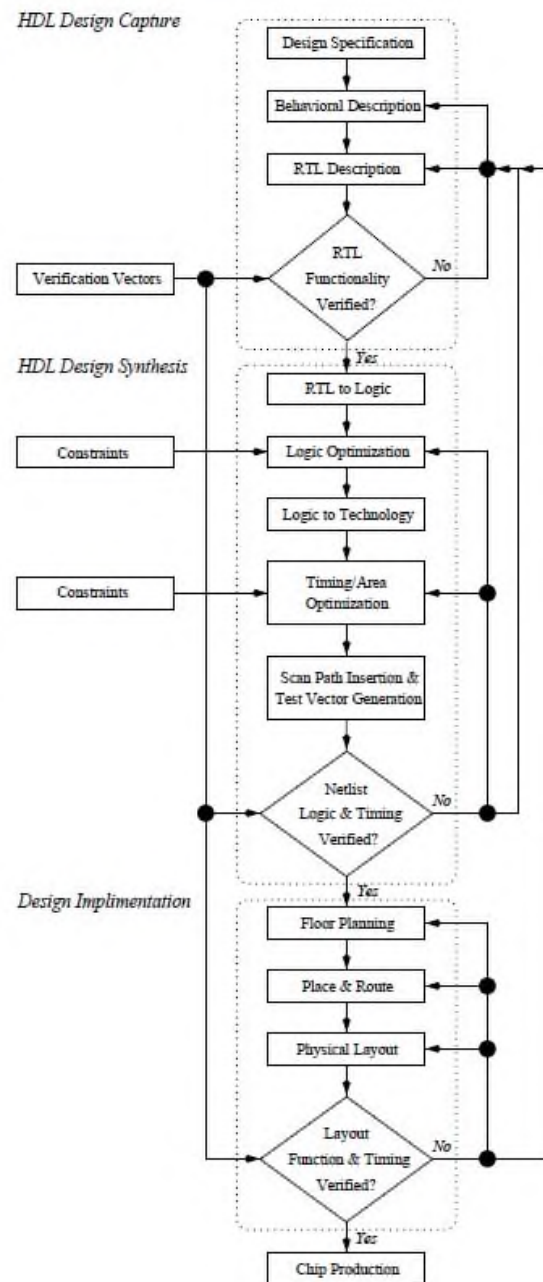 HDL Design Capture
Design Specification
Behavioral Description
RTL Description
RTL
Functionality
Verified?
No
Verification Vectors
Yes
HDL Design Synthesis
RTL to Logic
Constraints
Logic Optimization
Logic to Technology
Constraints
Timing/Area
Optimization
Scan Path Insertion &
Test Vector Generation
Netlist
Logic & Timing
Verified?
No
Yes
Design Implimentation
Floor Planning
Place & Route
Physical Layout
Layout
Function & Timing
Verified?
No
Yes
Chip Production